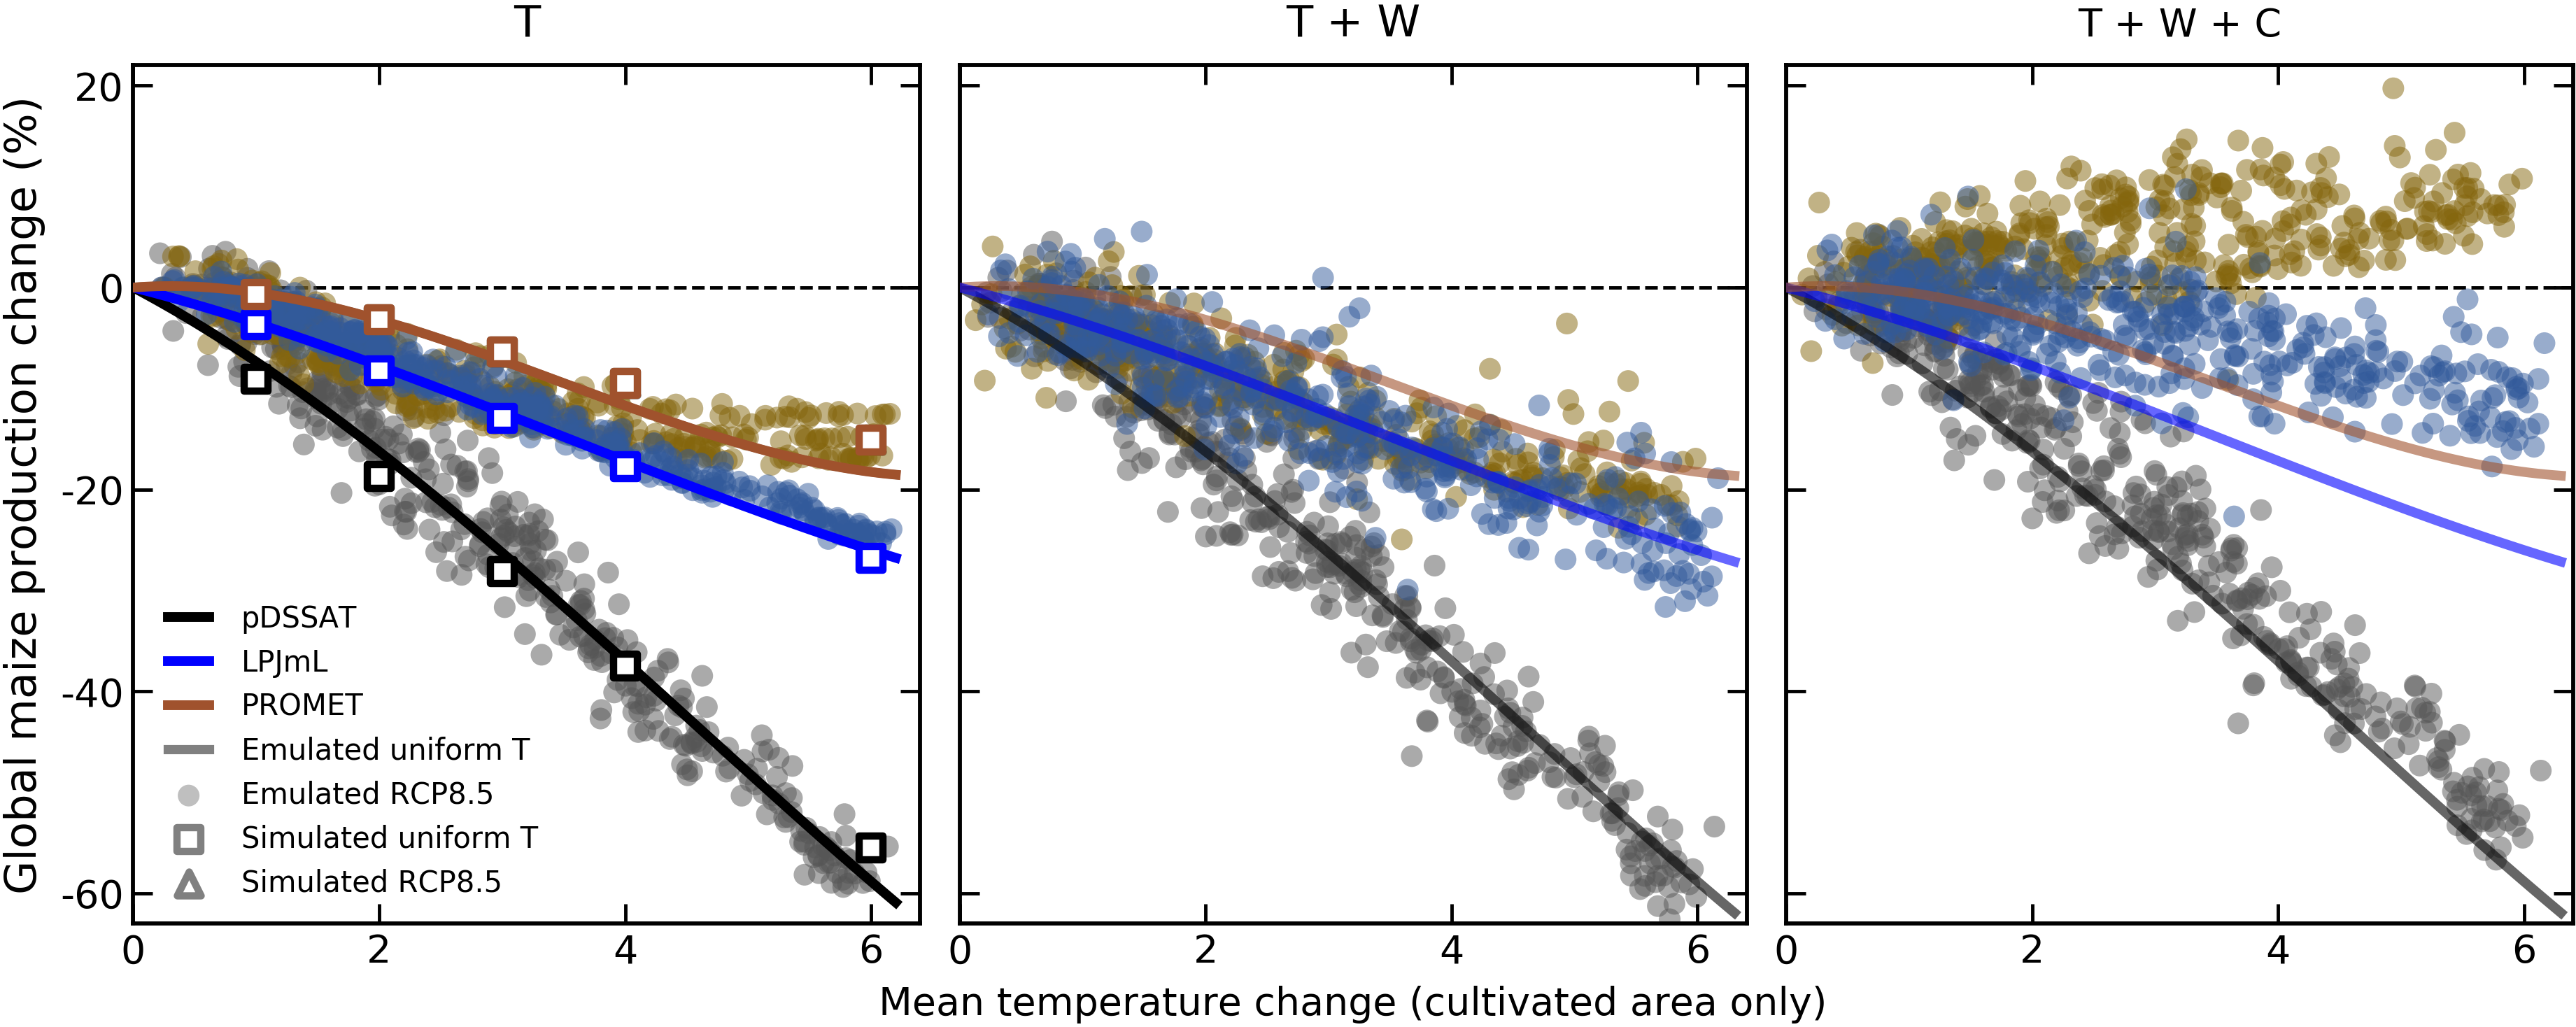 T
T + W
T + W + C
Global maize production change (%)
20
0
-20
-40
-60
pDSSAT
LPJmL
PROMET
Emulated uniform T
Emulated RCP8.5
Simulated uniform T
Simulated RCP8.5
0 2 4 6
0 2 4 6
0 2 4 6
Mean temperature change (cultivated area only)